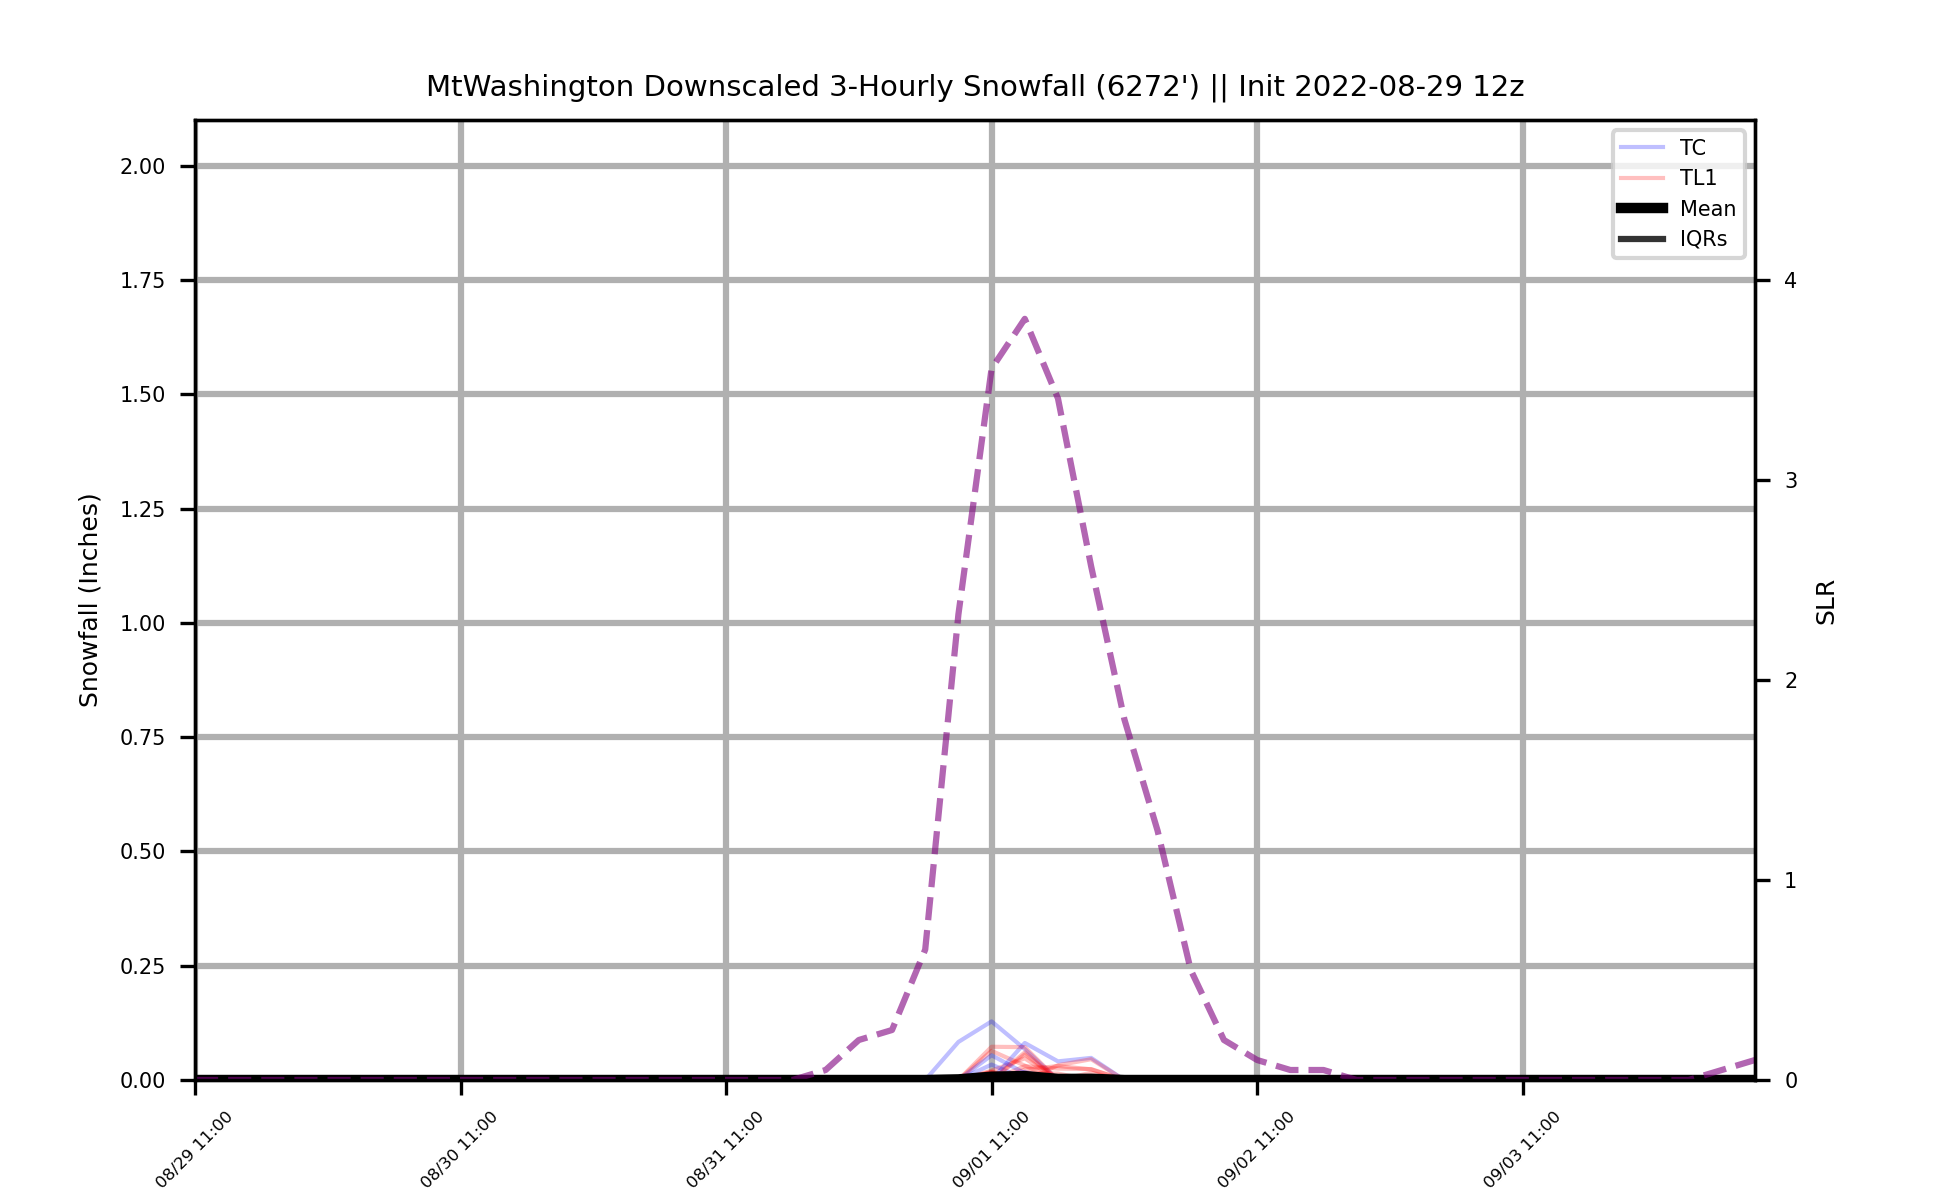 MtWashington Downscaled 3-Hourly Snowfall (6272') || Init 2022-08-29 12z
TC
TL1
Mean
IQRs
Snowfall (Inches)
2.00
1.75
1.50
1.25
1.00
0.75
0.50
0.25
0.00
4
3
2
1
0
SLR
08/29 11:00
08/30 11:00
08/31 11:00
09/01 11:00
09/02 11:00
09/03 11:00